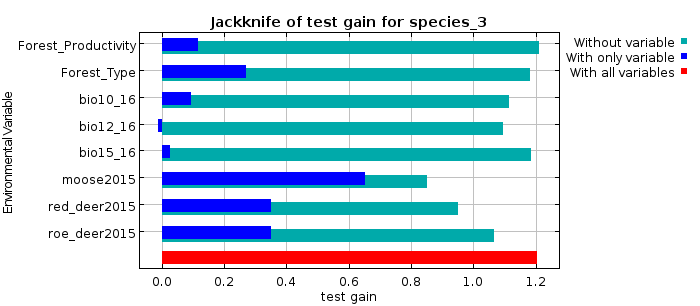 Jackknife of test gain for species_3
Without variable
With only variable
With all variables
Environmental Variable
Forest_Productivity
Forest_Type
bio10_16
bio12_16
bio15_16
moose2015
red_deer2015
roe_deer2015
0.0 0.2 0.4 0.6 0.8 1.0 1.2
test gain